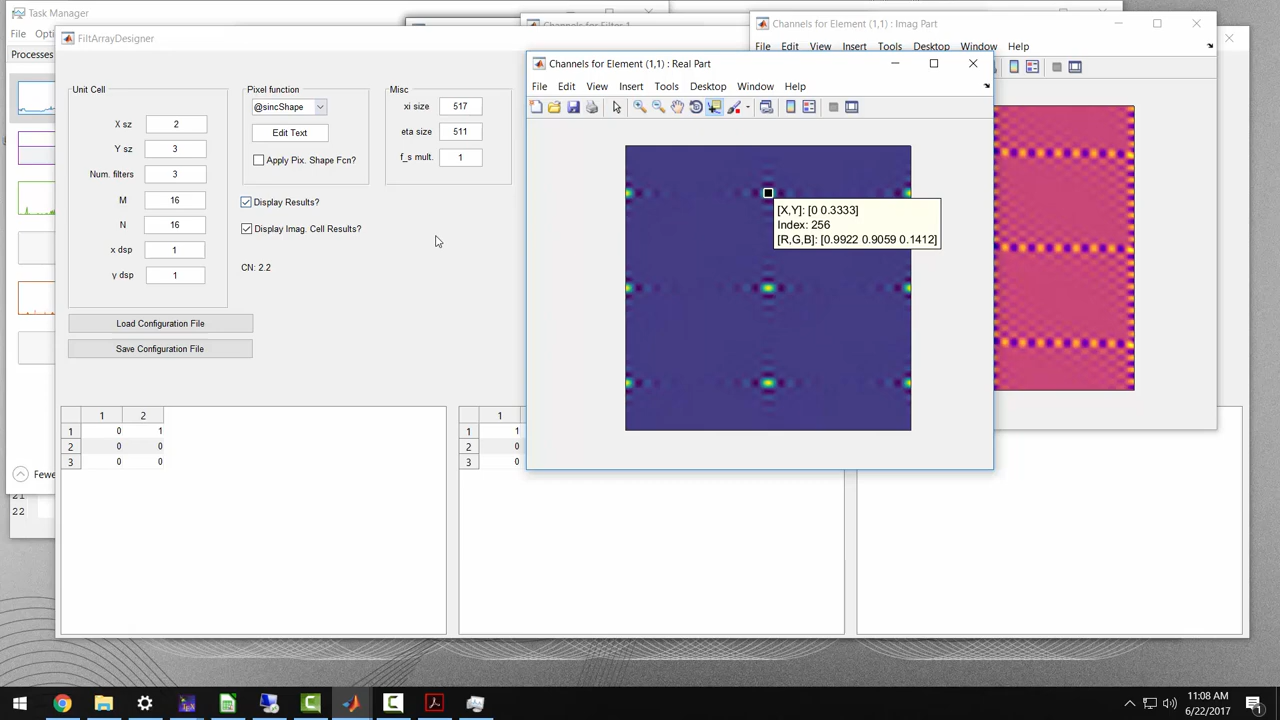 Task Manager
File Opti
Processes
Fewe
21
22
FiltArrayDesigner
Unit Cell
X sz 2
Y sz 3
Num. filters 3
M 16
N 16
x dsp 1
y dsp 1
Load Configuration File
Save Configuration File
Pixel function
@sincShape
Edit Text
Apply Pix. Shape Fcn?
Display Results?
Display Imag. Cell Results?
CN: 2.2
Misc
xi size 517
eta size 511
f_s mult. 1
1 2
1 0 1
2 0 0
3 0 0
1
1 1
2 0
3 0
Channels for Filter 1
Channels for Element (1,1) : Imag Part
File Edit View Insert Tools Desktop Window Help
Channels for Element (1,1) : Real Part
File Edit View Insert Tools Desktop Window Help
[X,Y]: [0 0.3333]
Index: 256
[R,G,B]: [0.9922 0.9059 0.1412]
11:08 AM
6/22/2017
1